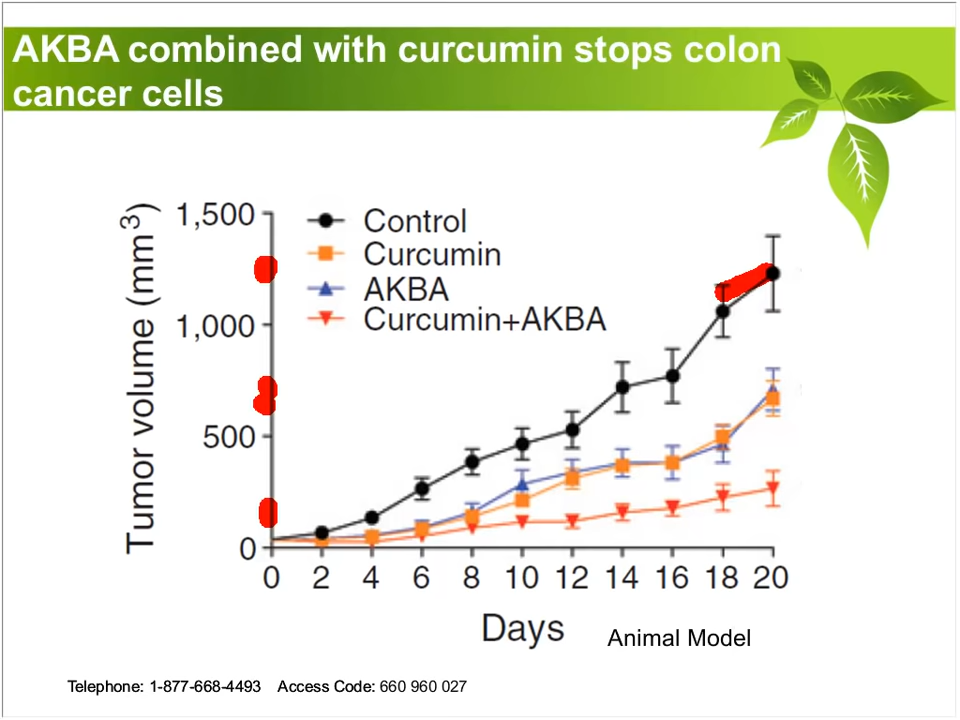 AKBA combined with curcumin stops colon
cancer cells
Tumor volume (mm³)
1,500
1,000
500
0
Control
Curcumin
AKBA
Curcumin+AKBA
0 2 4 6 8 10 12 14 16 18 20
Days
Animal Model
Telephone: 1-877-668-4493 Access Code: 660 960 027